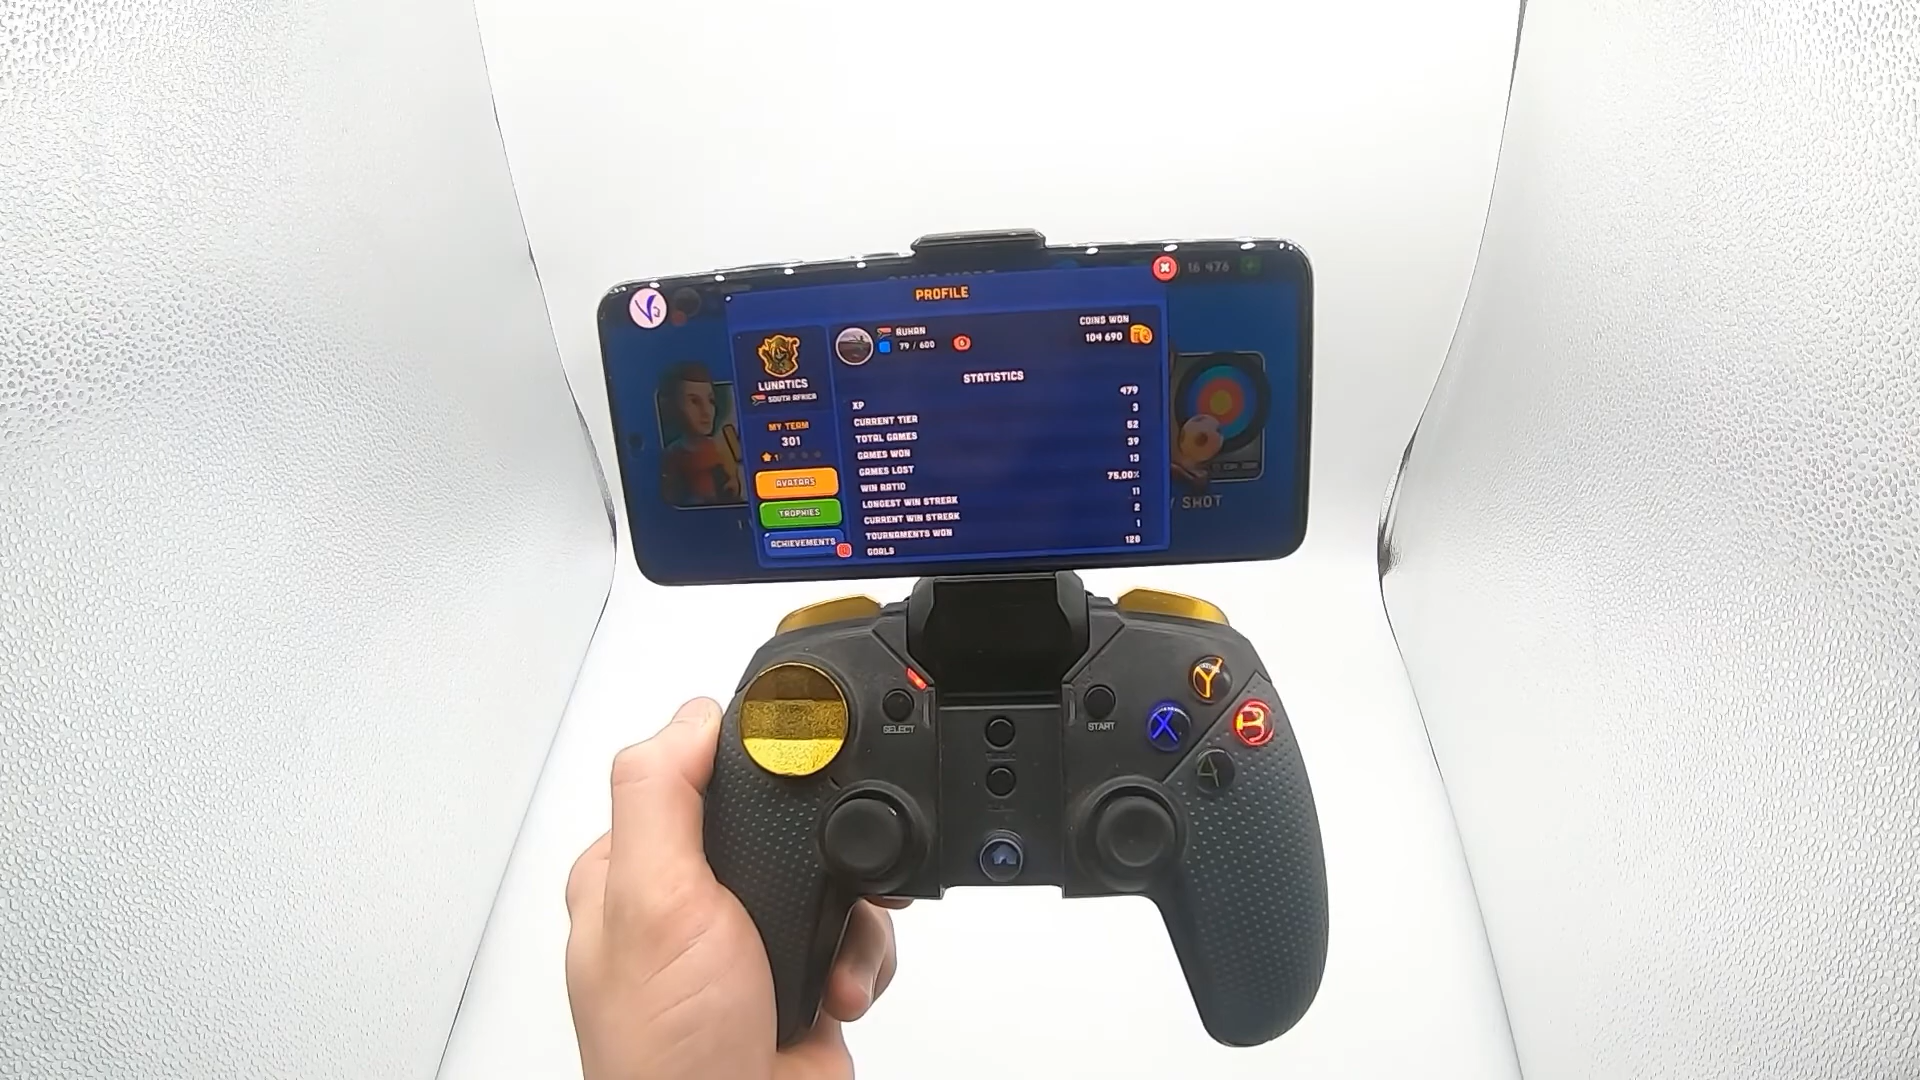 16 476
PROFILE
RUHAN
79 / 600
COINS WON
104 690
LUNATICS
SOUTH AFRICA
MY TEAM
301
1
AVATARS
TROPHIES
ACHIEVEMENTS
STATISTICS
XP 479
CURRENT TIER 3
TOTAL GAMES 52
GAMES WON 39
GAMES LOST 13
WIN RATIO 75.00%
LONGEST WIN STREAK 11
CURRENT WIN STREAK 2
TOURNAMENTS WON 1
GOALS 128
Y SHOT
SELECT
START
Y
X
B
A